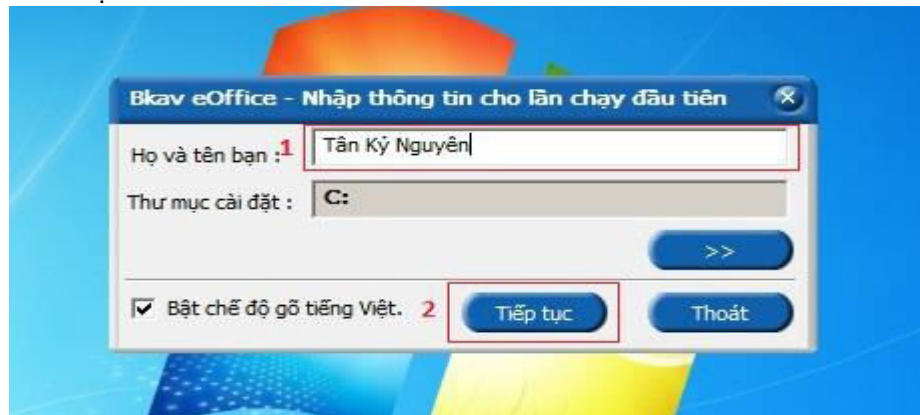 Bkav eOffice - Nhập thông tin cho lần chạy đầu tiên
Họ và tên bạn : 1 Tân Kỷ Nguyên
Thư mục cài đặt : C:
>>
Bật chế độ gõ tiếng Việt. 2 Tiếp tục Thoát